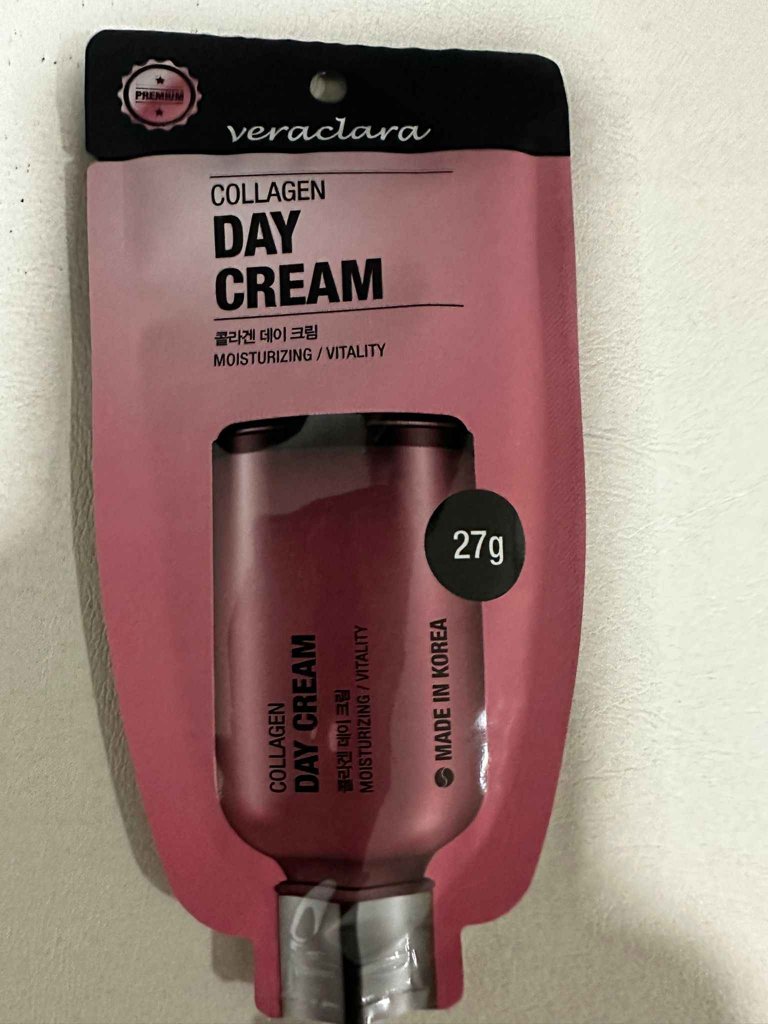 PREMIUM
veraclara
COLLAGEN
DAY
CREAM
콜라겐 데이 크림
MOISTURIZING / VITALITY
27g
COLLAGEN
DAY CREAM
콜라겐 데이 크림
MOISTURIZING / VITALITY
MADE IN KOREA